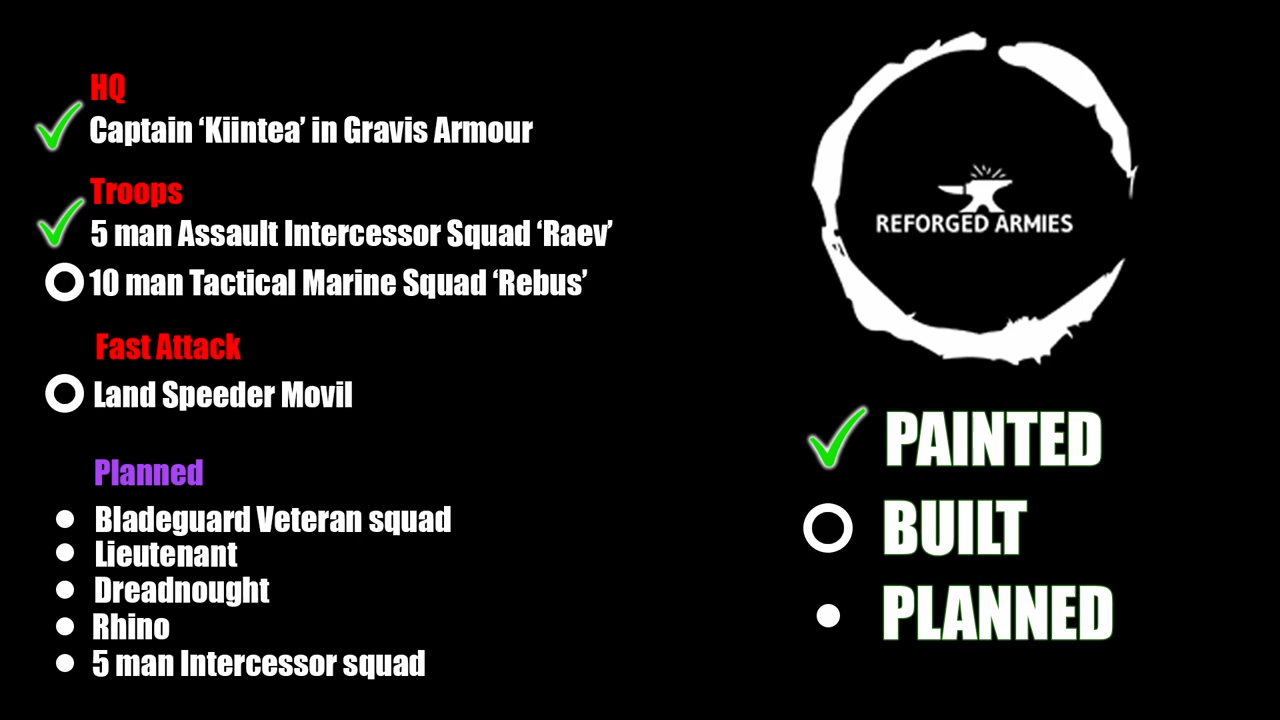 HQ
Captain ‘Kiintea’ in Gravis Armour
Troops
5 man Assault Intercessor Squad ‘Raev’
10 man Tactical Marine Squad ‘Rebus’
Fast Attack
Land Speeder Movil
Planned
Bladeguard Veteran squad
Lieutenant
Dreadnought
Rhino
5 man Intercessor squad
REFORGED ARMIES
PAINTED
BUILT
PLANNED